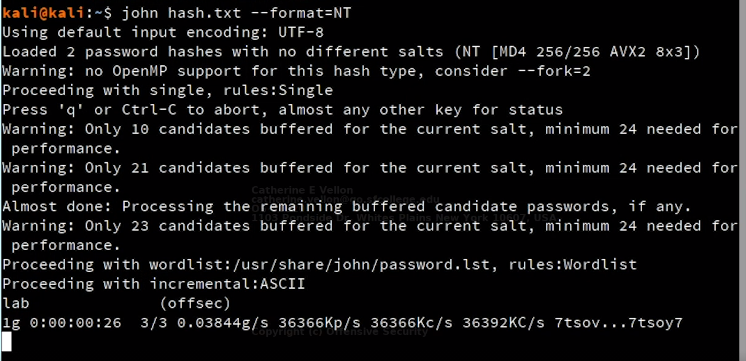 kali@kali:~$ john hash.txt --format=NT
Using default input encoding: UTF-8
Loaded 2 password hashes with no different salts (NT [MD4 256/256 AVX2 8x3])
Warning: no OpenMP support for this hash type, consider --fork=2
Proceeding with single, rules:Single
Press 'q' or Ctrl-C to abort, almost any other key for status
Warning: Only 10 candidates buffered for the current salt, minimum 24 needed for
performance.
Warning: Only 21 candidates buffered for the current salt, minimum 24 needed for
performance.
Catherine E Vellon
Almost done: Processing the remaining buffered candidate passwords, if any.
Warning: Only 23 candidates buffered for the current salt, minimum 24 needed for
performance.
Proceeding with wordlist:/usr/share/john/password.lst, rules:Wordlist
Proceeding with incremental:ASCII
lab (offsec)
1g 0:00:00:26 3/3 0.03844g/s 36366Kp/s 36366Kc/s 36392KC/s 7tsov...7tsoy7
Copyright (c) Offensive Security